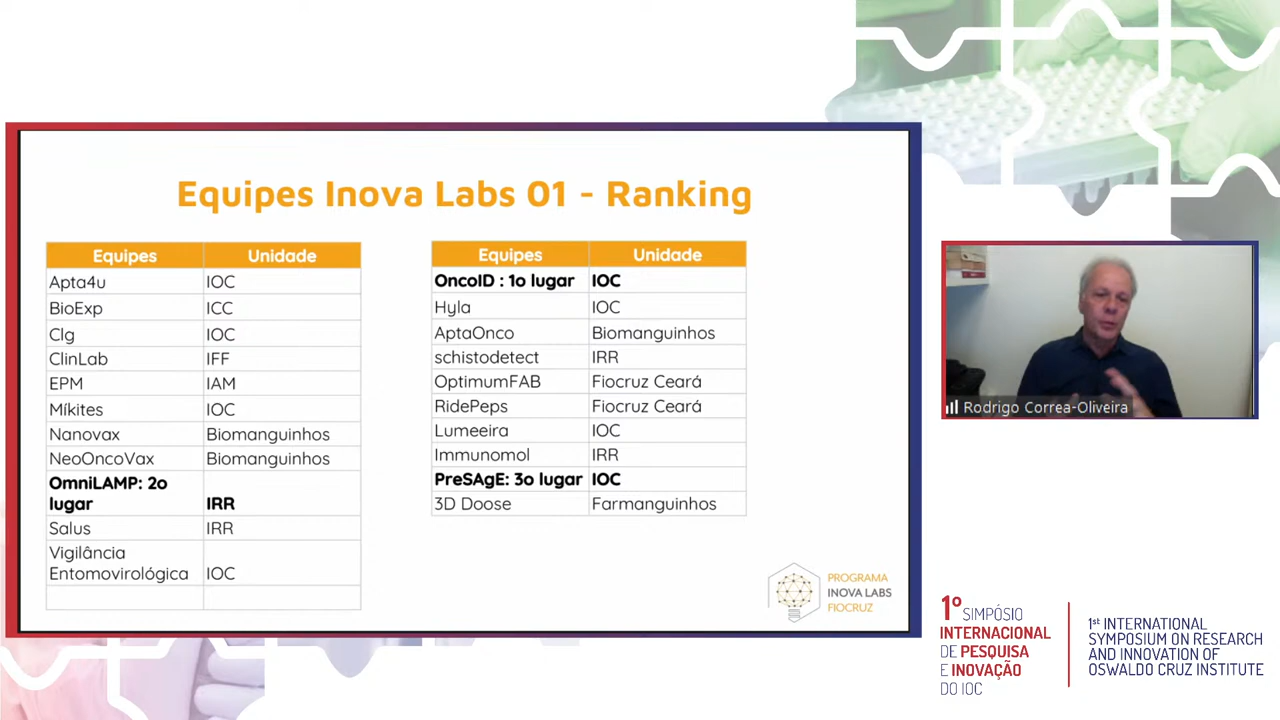 Equipes Inova Labs 01 - Ranking
Equipes Unidade
Apta4u IOC
BioExp ICC
Clg IOC
ClinLab IFF
EPM IAM
Míkites IOC
Nanovax Biomanguinhos
NeoOncoVax Biomanguinhos
OmniLAMP: 2o
lugar IRR
Salus IRR
Vigilância
Entomovirológica IOC
Equipes Unidade
OncoID : 1o lugar IOC
Hyla IOC
AptaOnco Biomanguinhos
schistodetect IRR
OptimumFAB Fiocruz Ceará
RidePeps Fiocruz Ceará
Lumeeira IOC
Immunomol IRR
PreSAgE: 3o lugar IOC
3D Doose Farmanguinhos
PROGRAMA
INOVA LABS
FIOCRUZ
Rodrigo Correa-Oliveira
1º SIMPÓSIO
INTERNACIONAL
DE PESQUISA
E INOVAÇÃO
DO IOC
1st INTERNATIONAL
SYMPOSIUM ON RESEARCH
AND INNOVATION OF
OSWALDO CRUZ INSTITUTE